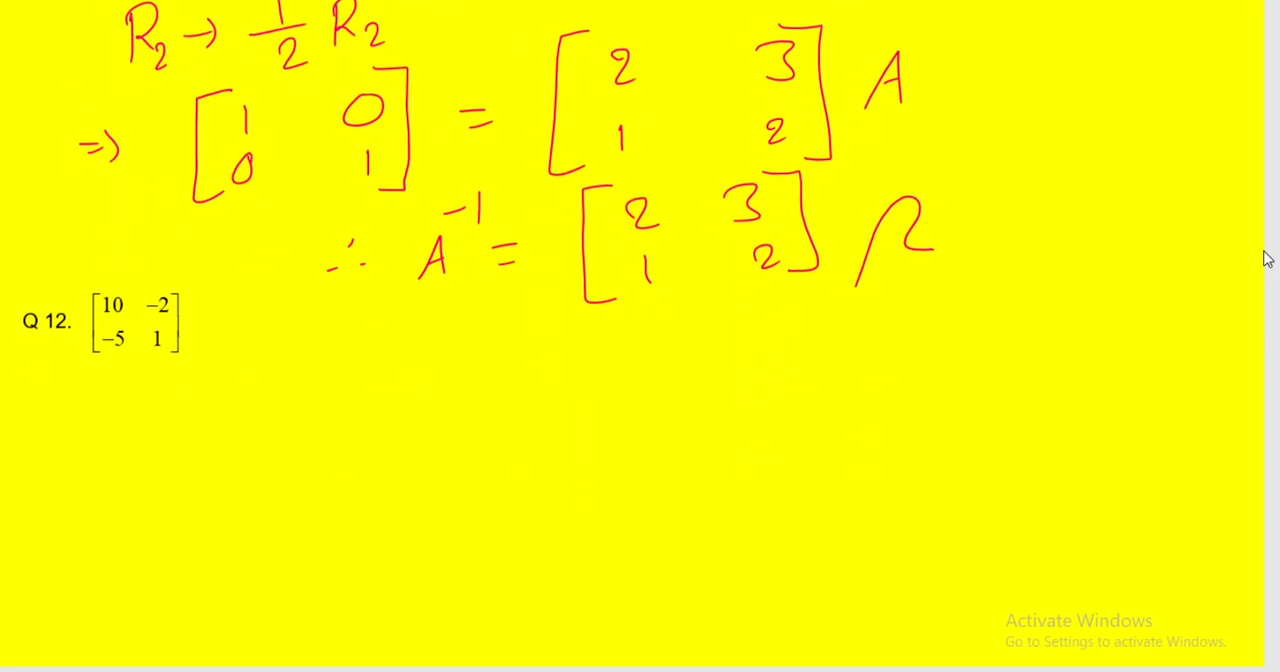 R₂ → 1/2 R₂
⇒ [1 0; 0 1] = [2 3; 1 2] A
∴ A⁻¹ = [2 3; 1 2]
Q 12. [10 −2; −5 1]
Activate Windows
Go to Settings to activate Windows.